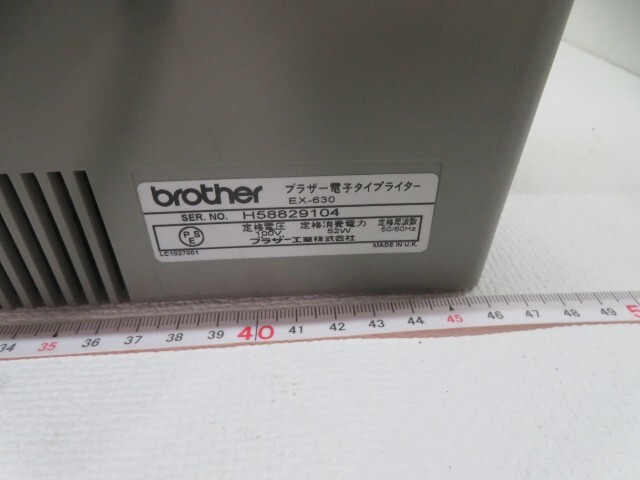 brother ブラザー電子タイプライター
EX-630
SER. NO. H58829104
PSE 定格電圧 定格消費電力 定格周波数
100V 52W 50/60Hz
ブラザー工業株式会社
LC1037001 MADE IN U.K.
34 35 36 37 38 39 40 41 42 43 44 45 46 47 48 49 5